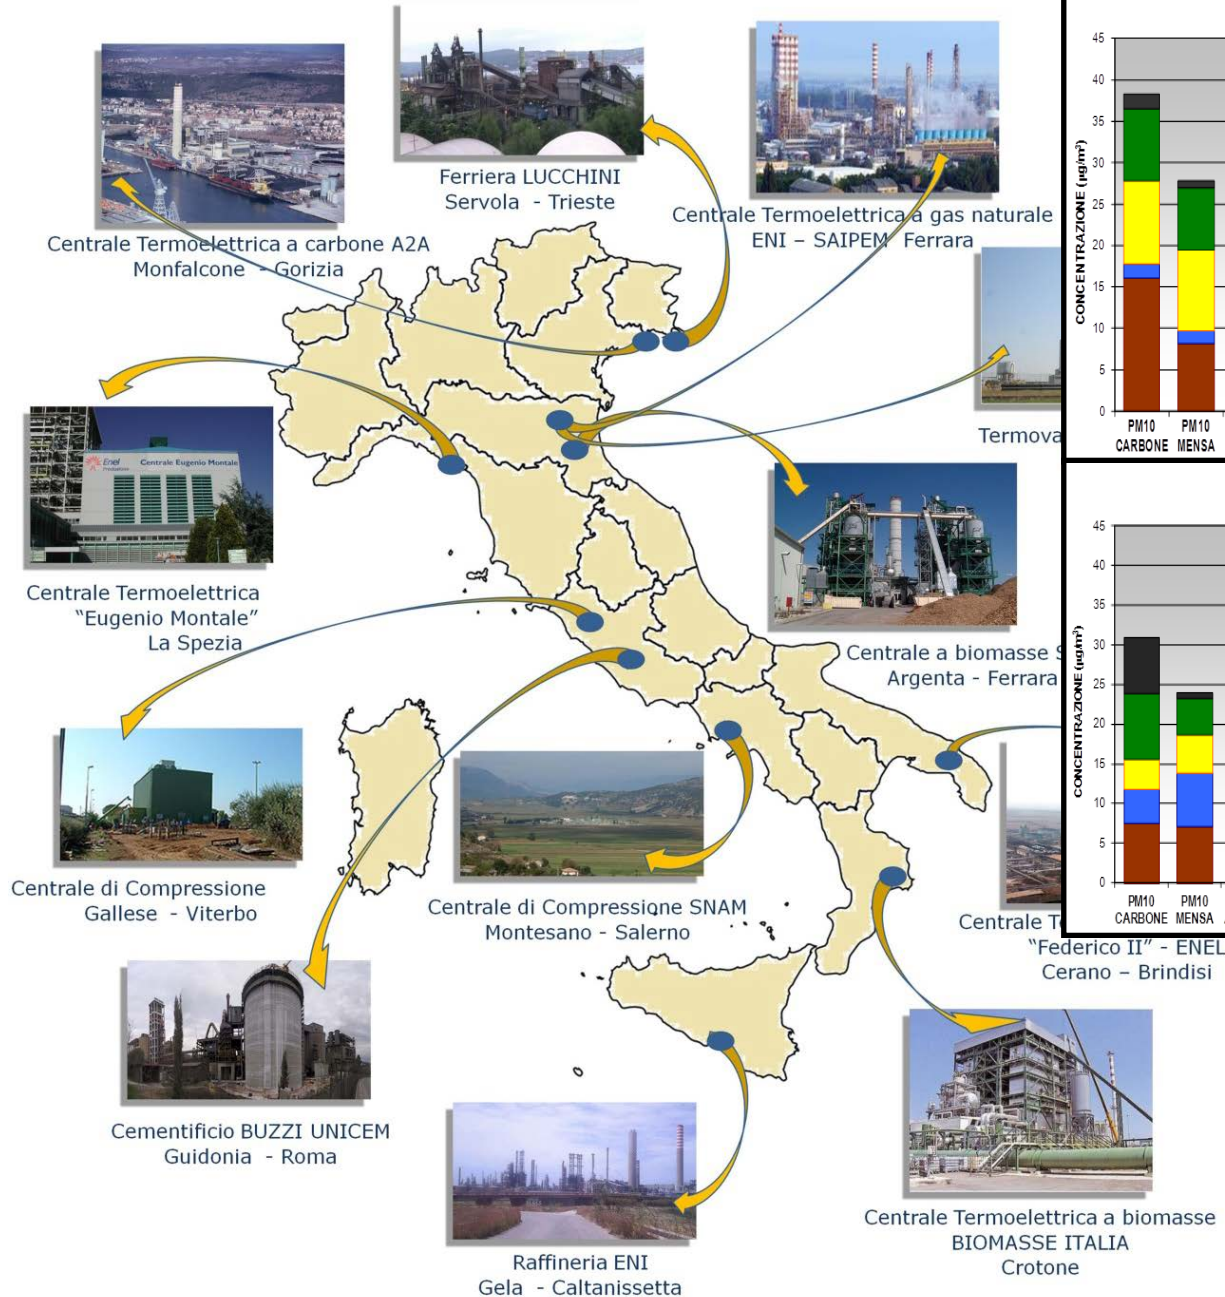 Ferriera LUCCHINI
Servola - Trieste
Centrale Termoelettrica a carbone A2A
Monfalcone - Gorizia
Centrale Termoelettrica a gas naturale
ENI – SAIPEM Ferrara
Termova
Enel
Produzione
Centrale Eugenio Montale
Centrale Termoelettrica
“Eugenio Montale”
La Spezia
Centrale a biomasse S
Argenta - Ferrara
Centrale di Compressione
Gallese - Viterbo
Centrale di Compressione SNAM
Montesano - Salerno
“Federico II” - ENEL
Cerano – Brindisi
Cementificio BUZZI UNICEM
Guidonia - Roma
Raffineria ENI
Gela - Caltanissetta
Centrale Termoelettrica a biomasse
BIOMASSE ITALIA
Crotone
CONCENTRAZIONE (µg/m³)
45
40
35
30
25
20
15
10
5
0
PM10 PM10
CARBONE MENSA
CONCENTRAZIONE (µg/m³)
45
40
35
30
25
20
15
10
5
0
PM10 PM10
CARBONE MENSA